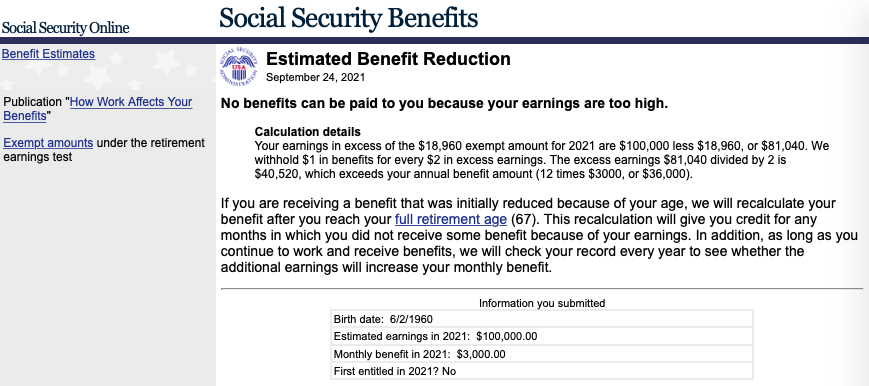 Social Security Online
Social Security Benefits
Benefit Estimates
Publication "How Work Affects Your
Benefits"
Exempt amounts under the retirement
earnings test
SOCIAL SECURITY
USA
ADMINISTRATION
Estimated Benefit Reduction
September 24, 2021
No benefits can be paid to you because your earnings are too high.
Calculation details
Your earnings in excess of the $18,960 exempt amount for 2021 are $100,000 less $18,960, or $81,040. We
withhold $1 in benefits for every $2 in excess earnings. The excess earnings $81,040 divided by 2 is
$40,520, which exceeds your annual benefit amount (12 times $3000, or $36,000).
If you are receiving a benefit that was initially reduced because of your age, we will recalculate your
benefit after you reach your full retirement age (67). This recalculation will give you credit for any
months in which you did not receive some benefit because of your earnings. In addition, as long as you
continue to work and receive benefits, we will check your record every year to see whether the
additional earnings will increase your monthly benefit.
Information you submitted
Birth date: 6/2/1960
Estimated earnings in 2021: $100,000.00
Monthly benefit in 2021: $3,000.00
First entitled in 2021? No